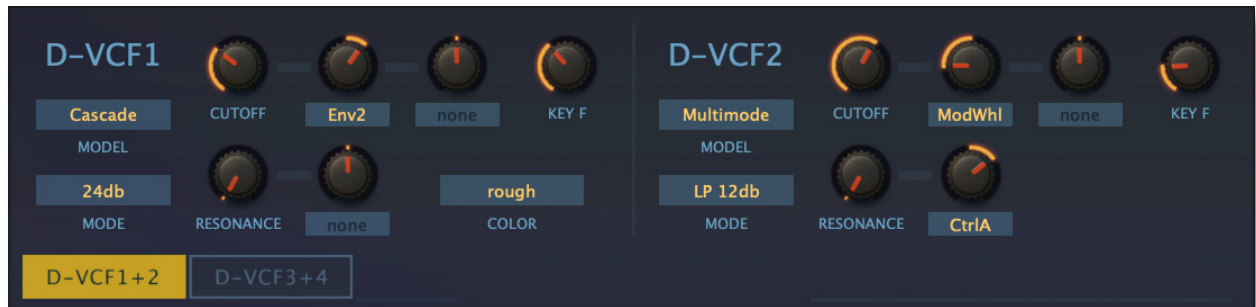 D-VCF1
Cascade
MODEL
24db
MODE
CUTOFF
Env2
none
KEY F
RESONANCE
none
rough
COLOR
D-VCF2
Multimode
MODEL
LP 12db
MODE
CUTOFF
ModWhl
none
KEY F
RESONANCE
CtrlA
D-VCF1+2
D-VCF3+4